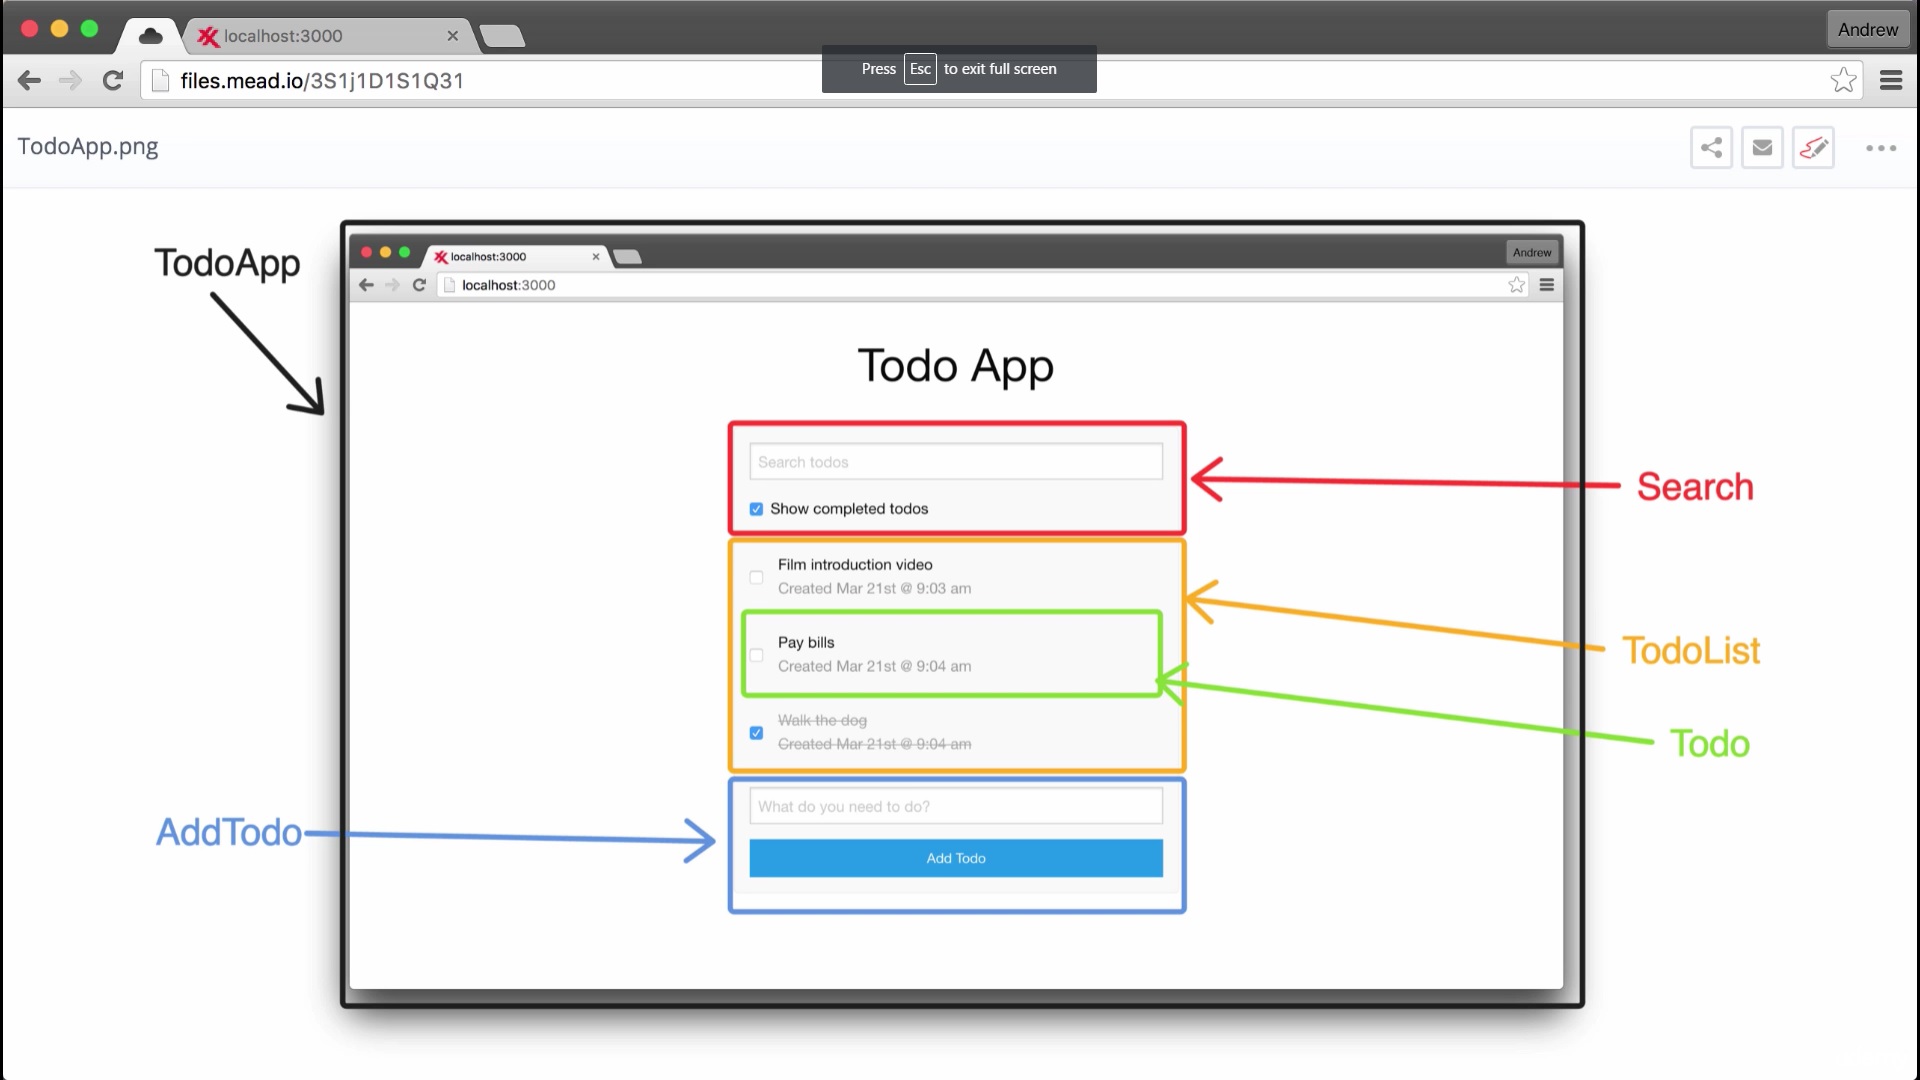 localhost:3000
Andrew
files.mead.io/3S1j1D1S1Q31
Press Esc to exit full screen
TodoApp.png
TodoApp
localhost:3000
Andrew
localhost:3000
Todo App
Search todos
Show completed todos
Search
Film introduction video
Created Mar 21st @ 9:03 am
Pay bills
Created Mar 21st @ 9:04 am
TodoList
Walk the dog
Created Mar 21st @ 9:04 am
Todo
AddTodo
What do you need to do?
Add Todo